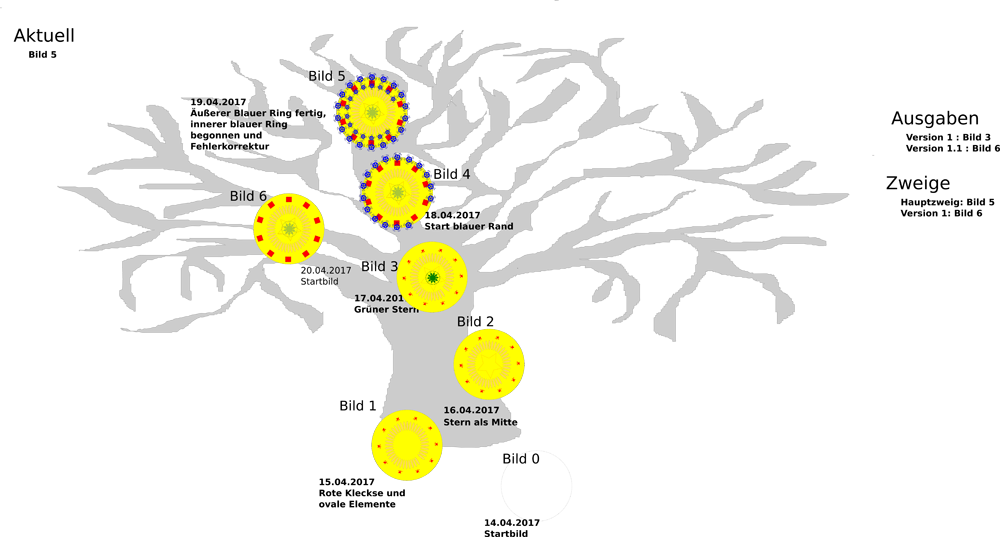 Aktuell
Bild 5
Bild 5
19.04.2017
Äußerer Blauer Ring fertig,
innerer blauer Ring
begonnen und
Fehlerkorrektur
Ausgaben
Version 1 : Bild 3
Version 1.1 : Bild 6
Zweige
Hauptzweig: Bild 5
Version 1: Bild 6
Bild 4
18.04.2017
Start blauer Rand
Bild 6
20.04.2017
Startbild
Bild 3
17.04.201
Grüner Stern
Bild 2
16.04.2017
Stern als Mitte
Bild 1
15.04.2017
Rote Kleckse und
ovale Elemente
Bild 0
14.04.2017
Startbild